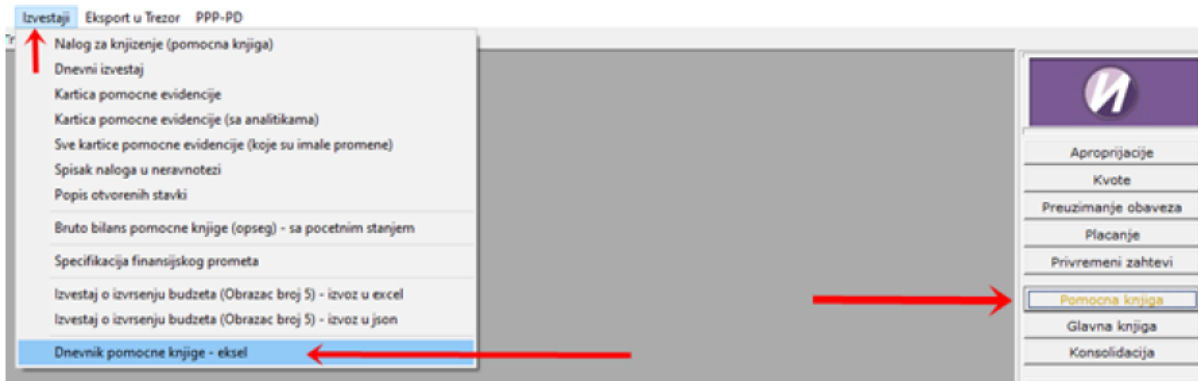 Izvestaji Eksport u Trezor PPP-PD
Nalog za knjizenje (pomocna knjiga)
Dnevni izvestaj
Kartica pomocne evidencije
Kartica pomocne evidencije (sa analitikama)
Sve kartice pomocne evidencije (koje su imale promene)
Spisak naloga u neravnotezi
Popis otvorenih stavki
Bruto bilans pomocne knjige (opseg) - sa pocetnim stanjem
Specifikacija finansijskog prometa
Izvestaj o izvrsenju budzeta (Obrazac broj 5) - izvoz u excel
Izvestaj o izvrsenju budzeta (Obrazac broj 5) - izvoz u json
Dnevnik pomocne knjige - eksel
И
Aproprijacije
Kvote
Preuzimanje obaveza
Placanje
Privremeni zahtevi
Pomocna knjiga
Glavna knjiga
Konsolidacija